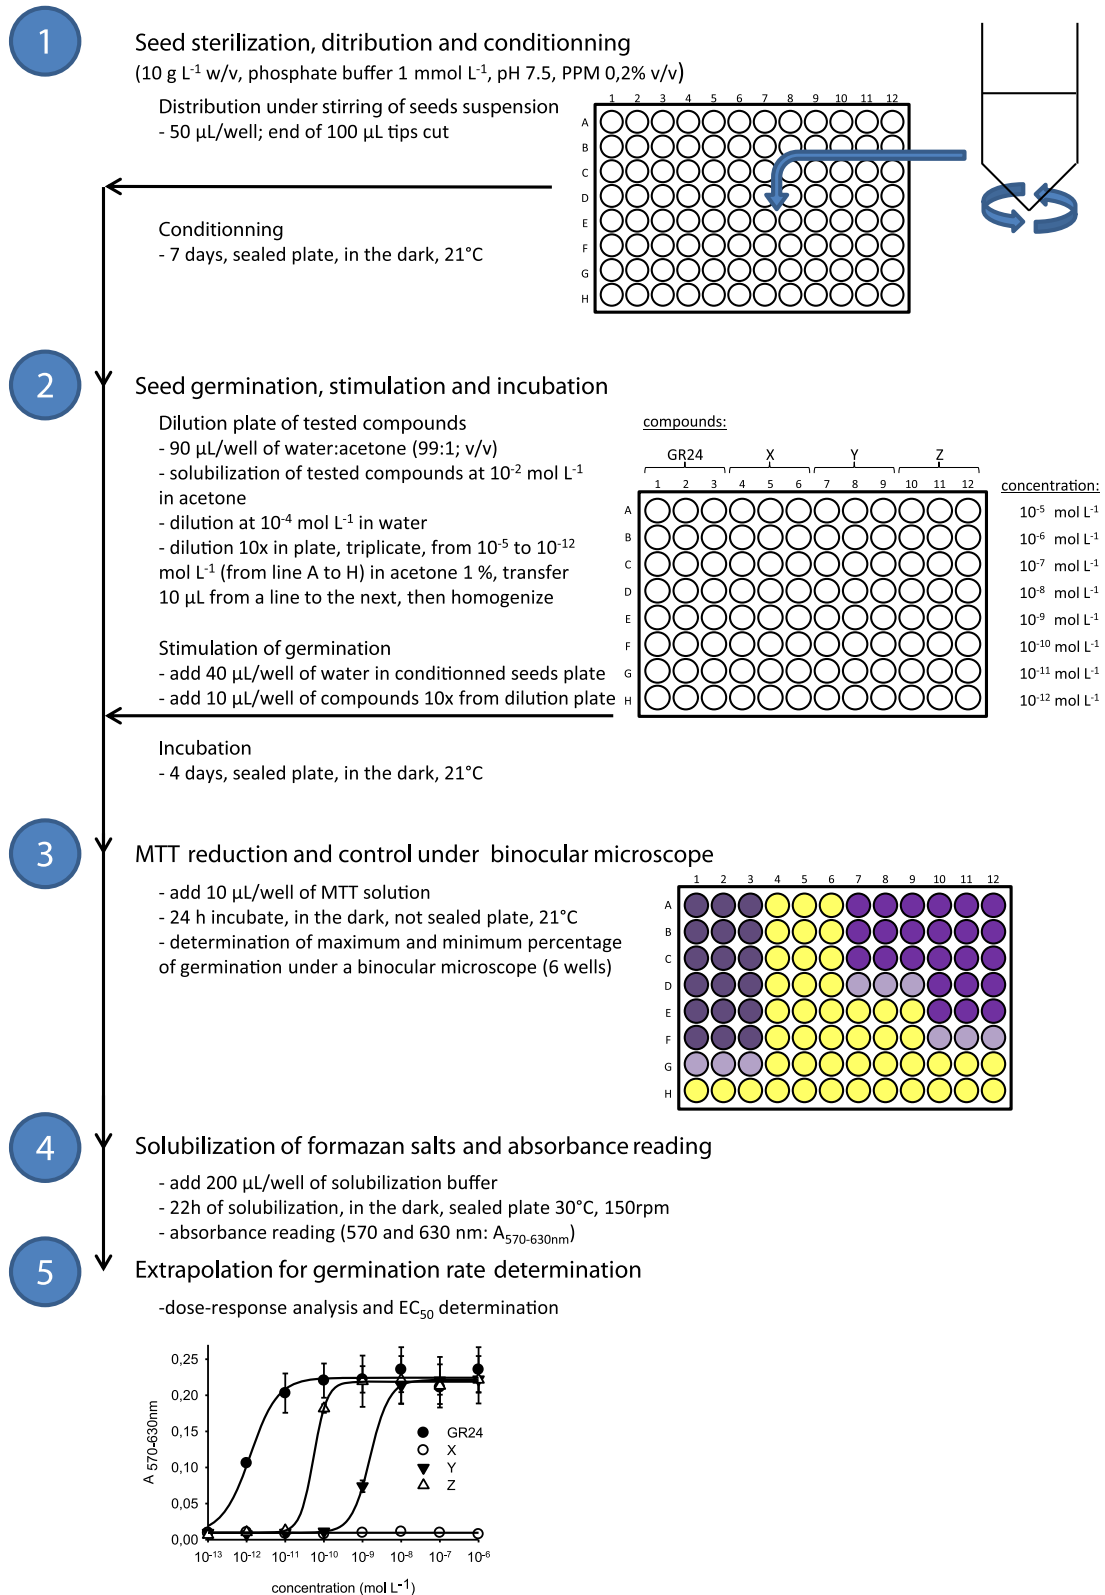 1
Seed sterilization, ditribution and conditionning
(10 g L-1 w/v, phosphate buffer 1 mmol L-1, pH 7.5, PPM 0,2% v/v)
Distribution under stirring of seeds suspension
- 50 µL/well; end of 100 µL tips cut
1 2 3 4 5 6 7 8 9 10 11 12
A
B
C
D
E
F
G
H
Conditionning
- 7 days, sealed plate, in the dark, 21°C
2
Seed germination, stimulation and incubation
Dilution plate of tested compounds
- 90 µL/well of water:acetone (99:1; v/v)
- solubilization of tested compounds at 10-2 mol L-1
in acetone
- dilution at 10-4 mol L-1 in water
- dilution 10x in plate, triplicate, from 10-5 to 10-12
mol L-1 (from line A to H) in acetone 1 %, transfer
10 µL from a line to the next, then homogenize
Stimulation of germination
- add 40 µL/well of water in conditionned seeds plate
- add 10 µL/well of compounds 10x from dilution plate
compounds:
GR24 X Y Z
1 2 3 4 5 6 7 8 9 10 11 12
concentration:
A 10-5 mol L-1
B 10-6 mol L-1
C 10-7 mol L-1
D 10-8 mol L-1
E 10-9 mol L-1
F 10-10 mol L-1
G 10-11 mol L-1
H 10-12 mol L-1
Incubation
- 4 days, sealed plate, in the dark, 21°C
3
MTT reduction and control under binocular microscope
- add 10 µL/well of MTT solution
- 24 h incubate, in the dark, not sealed plate, 21°C
- determination of maximum and minimum percentage
of germination under a binocular microscope (6 wells)
1 2 3 4 5 6 7 8 9 10 11 12
A
B
C
D
E
F
G
H
4
Solubilization of formazan salts and absorbance reading
- add 200 µL/well of solubilization buffer
- 22h of solubilization, in the dark, sealed plate 30°C, 150rpm
- absorbance reading (570 and 630 nm: A570-630nm)
5
Extrapolation for germination rate determination
-dose-response analysis and EC50 determination
A 570-630nm
0,25
0,20
0,15
0,10
0,05
0,00
GR24
X
Y
Z
10-13 10-12 10-11 10-10 10-9 10-8 10-7 10-6
concentration (mol L-1)